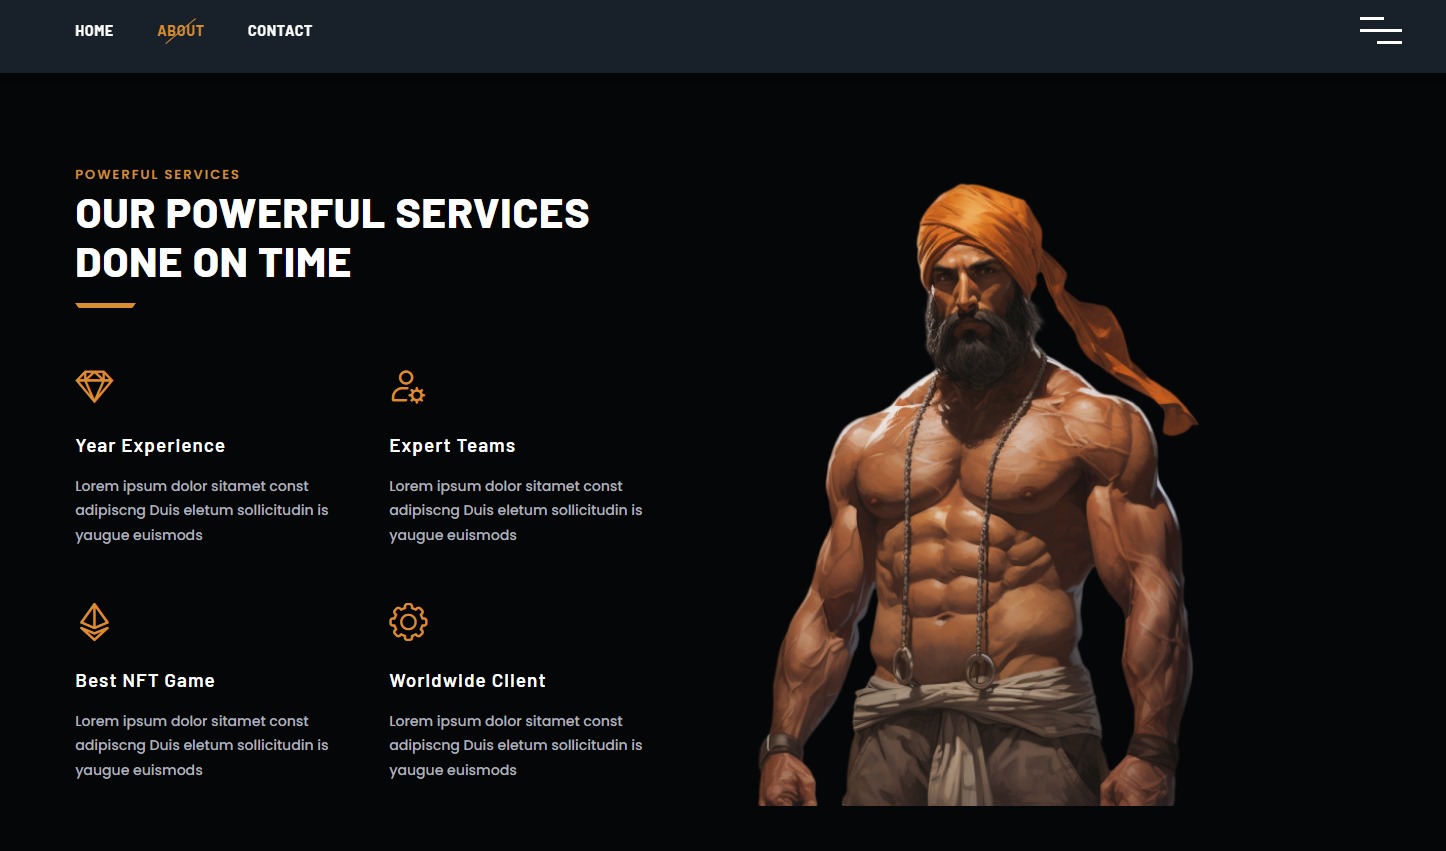 HOME ABOUT CONTACT
POWERFUL SERVICES
OUR POWERFUL SERVICES
DONE ON TIME
Year Experience
Lorem ipsum dolor sitamet const
adipiscng Duis eletum sollicitudin is
yaugue euismods
Expert Teams
Lorem ipsum dolor sitamet const
adipiscng Duis eletum sollicitudin is
yaugue euismods
Best NFT Game
Lorem ipsum dolor sitamet const
adipiscng Duis eletum sollicitudin is
yaugue euismods
Worldwide Client
Lorem ipsum dolor sitamet const
adipiscng Duis eletum sollicitudin is
yaugue euismods